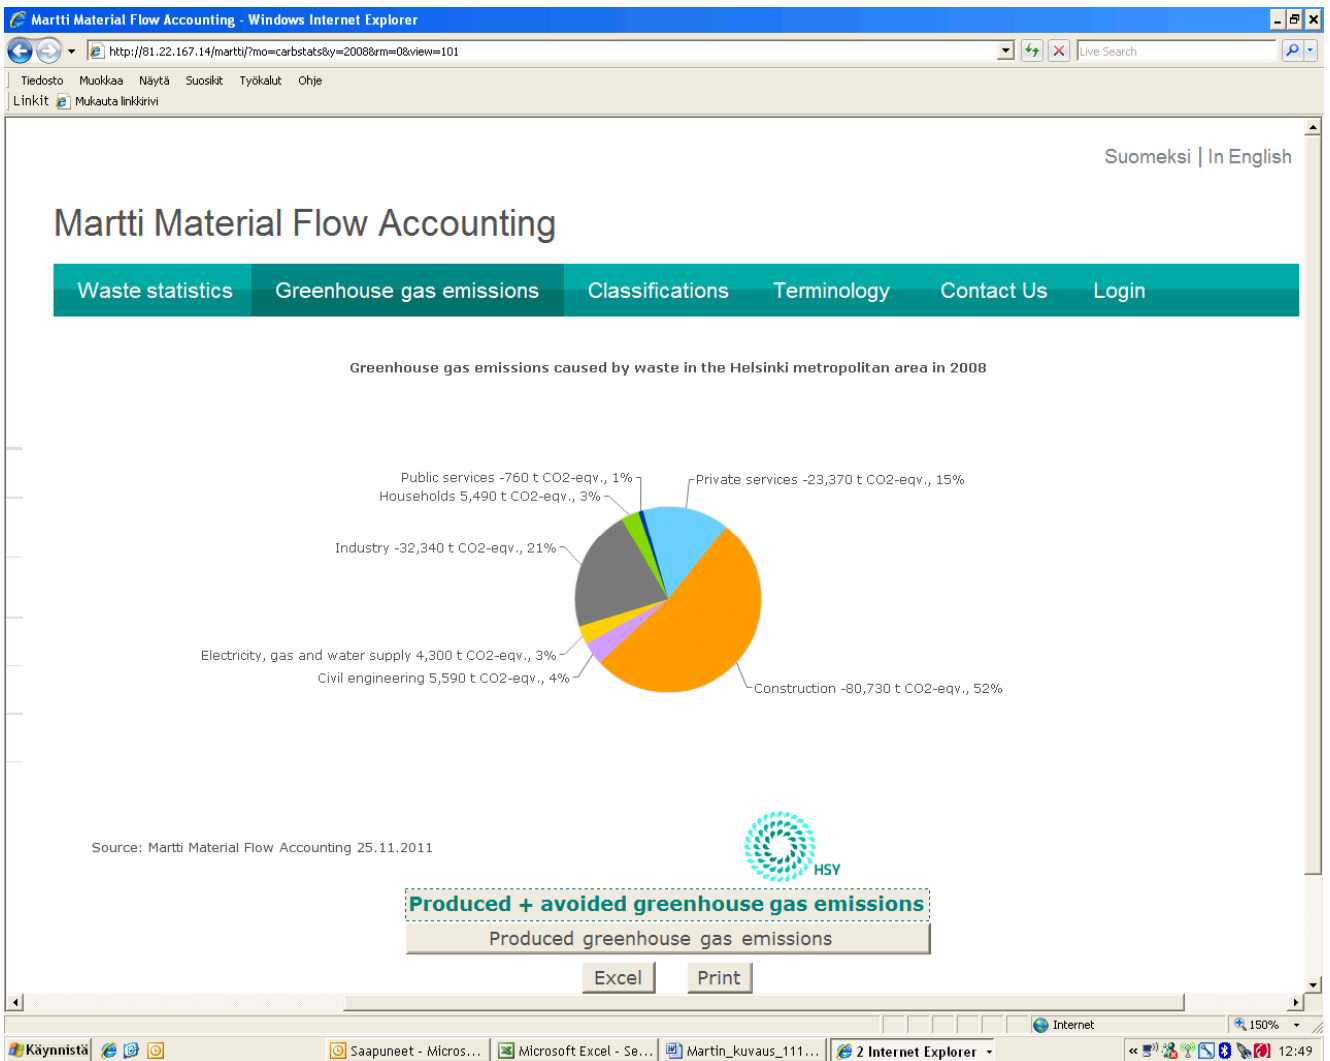 Martti Material Flow Accounting - Windows Internet Explorer
http://81.22.167.14/martti/?mo=carbstats&y=2008&rm=0&view=101
Live Search
Tiedosto Muokkaa Näytä Suosikit Työkalut Ohje
Linkit Mukauta linkkirivi
Suomeksi | In English
Martti Material Flow Accounting
Waste statistics Greenhouse gas emissions Classifications Terminology Contact Us Login
Greenhouse gas emissions caused by waste in the Helsinki metropolitan area in 2008
Public services -760 t CO2-eqv., 1%
Private services -23,370 t CO2-eqv., 15%
Households 5,490 t CO2-eqv., 3%
Industry -32,340 t CO2-eqv., 21%
Electricity, gas and water supply 4,300 t CO2-eqv., 3%
Civil engineering 5,590 t CO2-eqv., 4%
Construction -80,730 t CO2-eqv., 52%
Source: Martti Material Flow Accounting 25.11.2011
HSY
Produced + avoided greenhouse gas emissions
Produced greenhouse gas emissions
Excel Print
Internet 150%
Käynnistä Saapuneet - Micros... Microsoft Excel - Se... Martin_kuvaus_111... 2 Internet Explorer 12:49